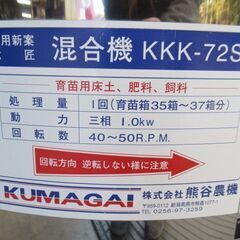 用新案
匠
混合機 KKK-72S
育苗用床土、肥料、飼料
処理量 1回(育苗箱35箱〜37箱分)
動力 三相 1.0kw
回転数 40〜50R.P.M.
回転方向 逆転しない様に注意
KUMAGAI 株式会社 熊谷農機
TEL 0256-97-3259